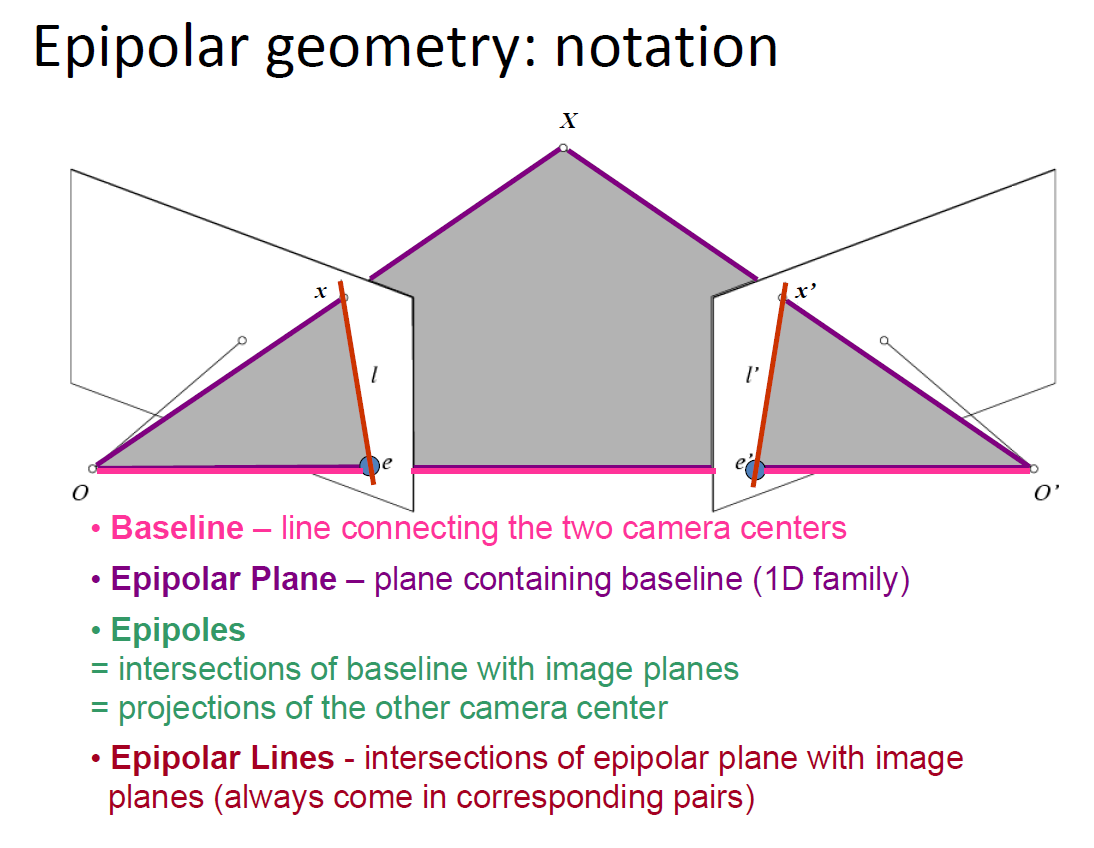 Epipolar geometry: notation
X
x
x’
l
l’
e
e’
O
O’
• Baseline – line connecting the two camera centers
• Epipolar Plane – plane containing baseline (1D family)
• Epipoles
= intersections of baseline with image planes
= projections of the other camera center
• Epipolar Lines - intersections of epipolar plane with image
planes (always come in corresponding pairs)